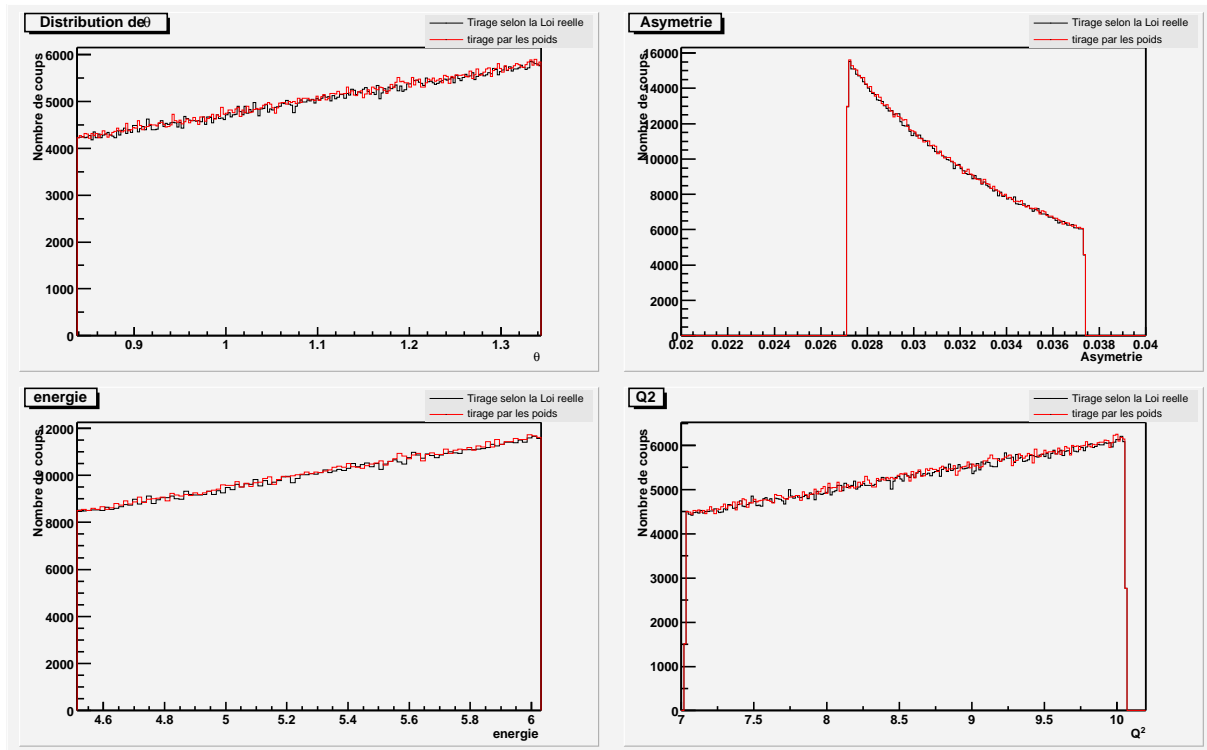 Distribution deθ
Tirage selon la Loi reelle
tirage par les poids
Nombre de coups
6000
5000
4000
3000
2000
1000
0
0.9 1 1.1 1.2 1.3
θ
Asymetrie
Tirage selon la Loi reelle
tirage par les poids
Nombre de coups
16000
14000
12000
10000
8000
6000
4000
2000
0
0.02 0.022 0.024 0.026 0.028 0.03 0.032 0.034 0.036 0.038 0.04
Asymetrie
energie
Tirage selon la Loi reelle
tirage par les poids
Nombre de coups
12000
10000
8000
6000
4000
2000
0
4.6 4.8 5 5.2 5.4 5.6 5.8 6
energie
Q2
Tirage selon la Loi reelle
tirage par les poids
Nombre de coups
6000
5000
4000
3000
2000
1000
0
7 7.5 8 8.5 9 9.5 10
Q²